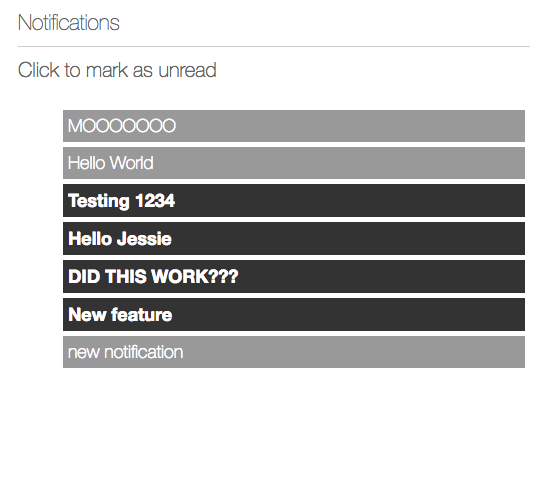 Notifications
Click to mark as unread
MOOOOOOO
Hello World
Testing 1234
Hello Jessie
DID THIS WORK???
New feature
new notification